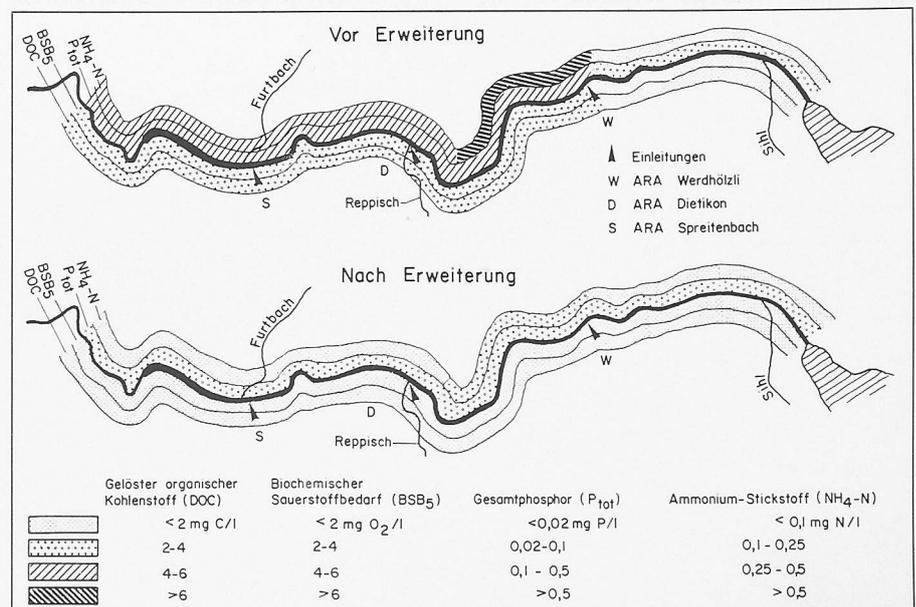 Vor Erweiterung
BSB5
DOC
NH4-N
Ptot
Furtbach
W
Sihl
D
Reppisch
S
Einleitungen
W ARA Werdhölzli
D ARA Dietikon
S ARA Spreitenbach
Nach Erweiterung
BSB5
DOC
NH4-N
Ptot
Furtbach
W
Sihl
D
Reppisch
S
Gelöster organischer Kohlenstoff (DOC)
Biochemischer Sauerstoffbedarf (BSB5)
Gesamtphosphor (Ptot)
Ammonium-Stickstoff (NH4-N)
<2 mg C/l <2 mg O2/l <0,02 mg P/l <0,1 mg N/l
2-4 2-4 0,02-0,1 0,1-0,25
4-6 4-6 0,1-0,5 0,25-0,5
>6 >6 >0,5 >0,5